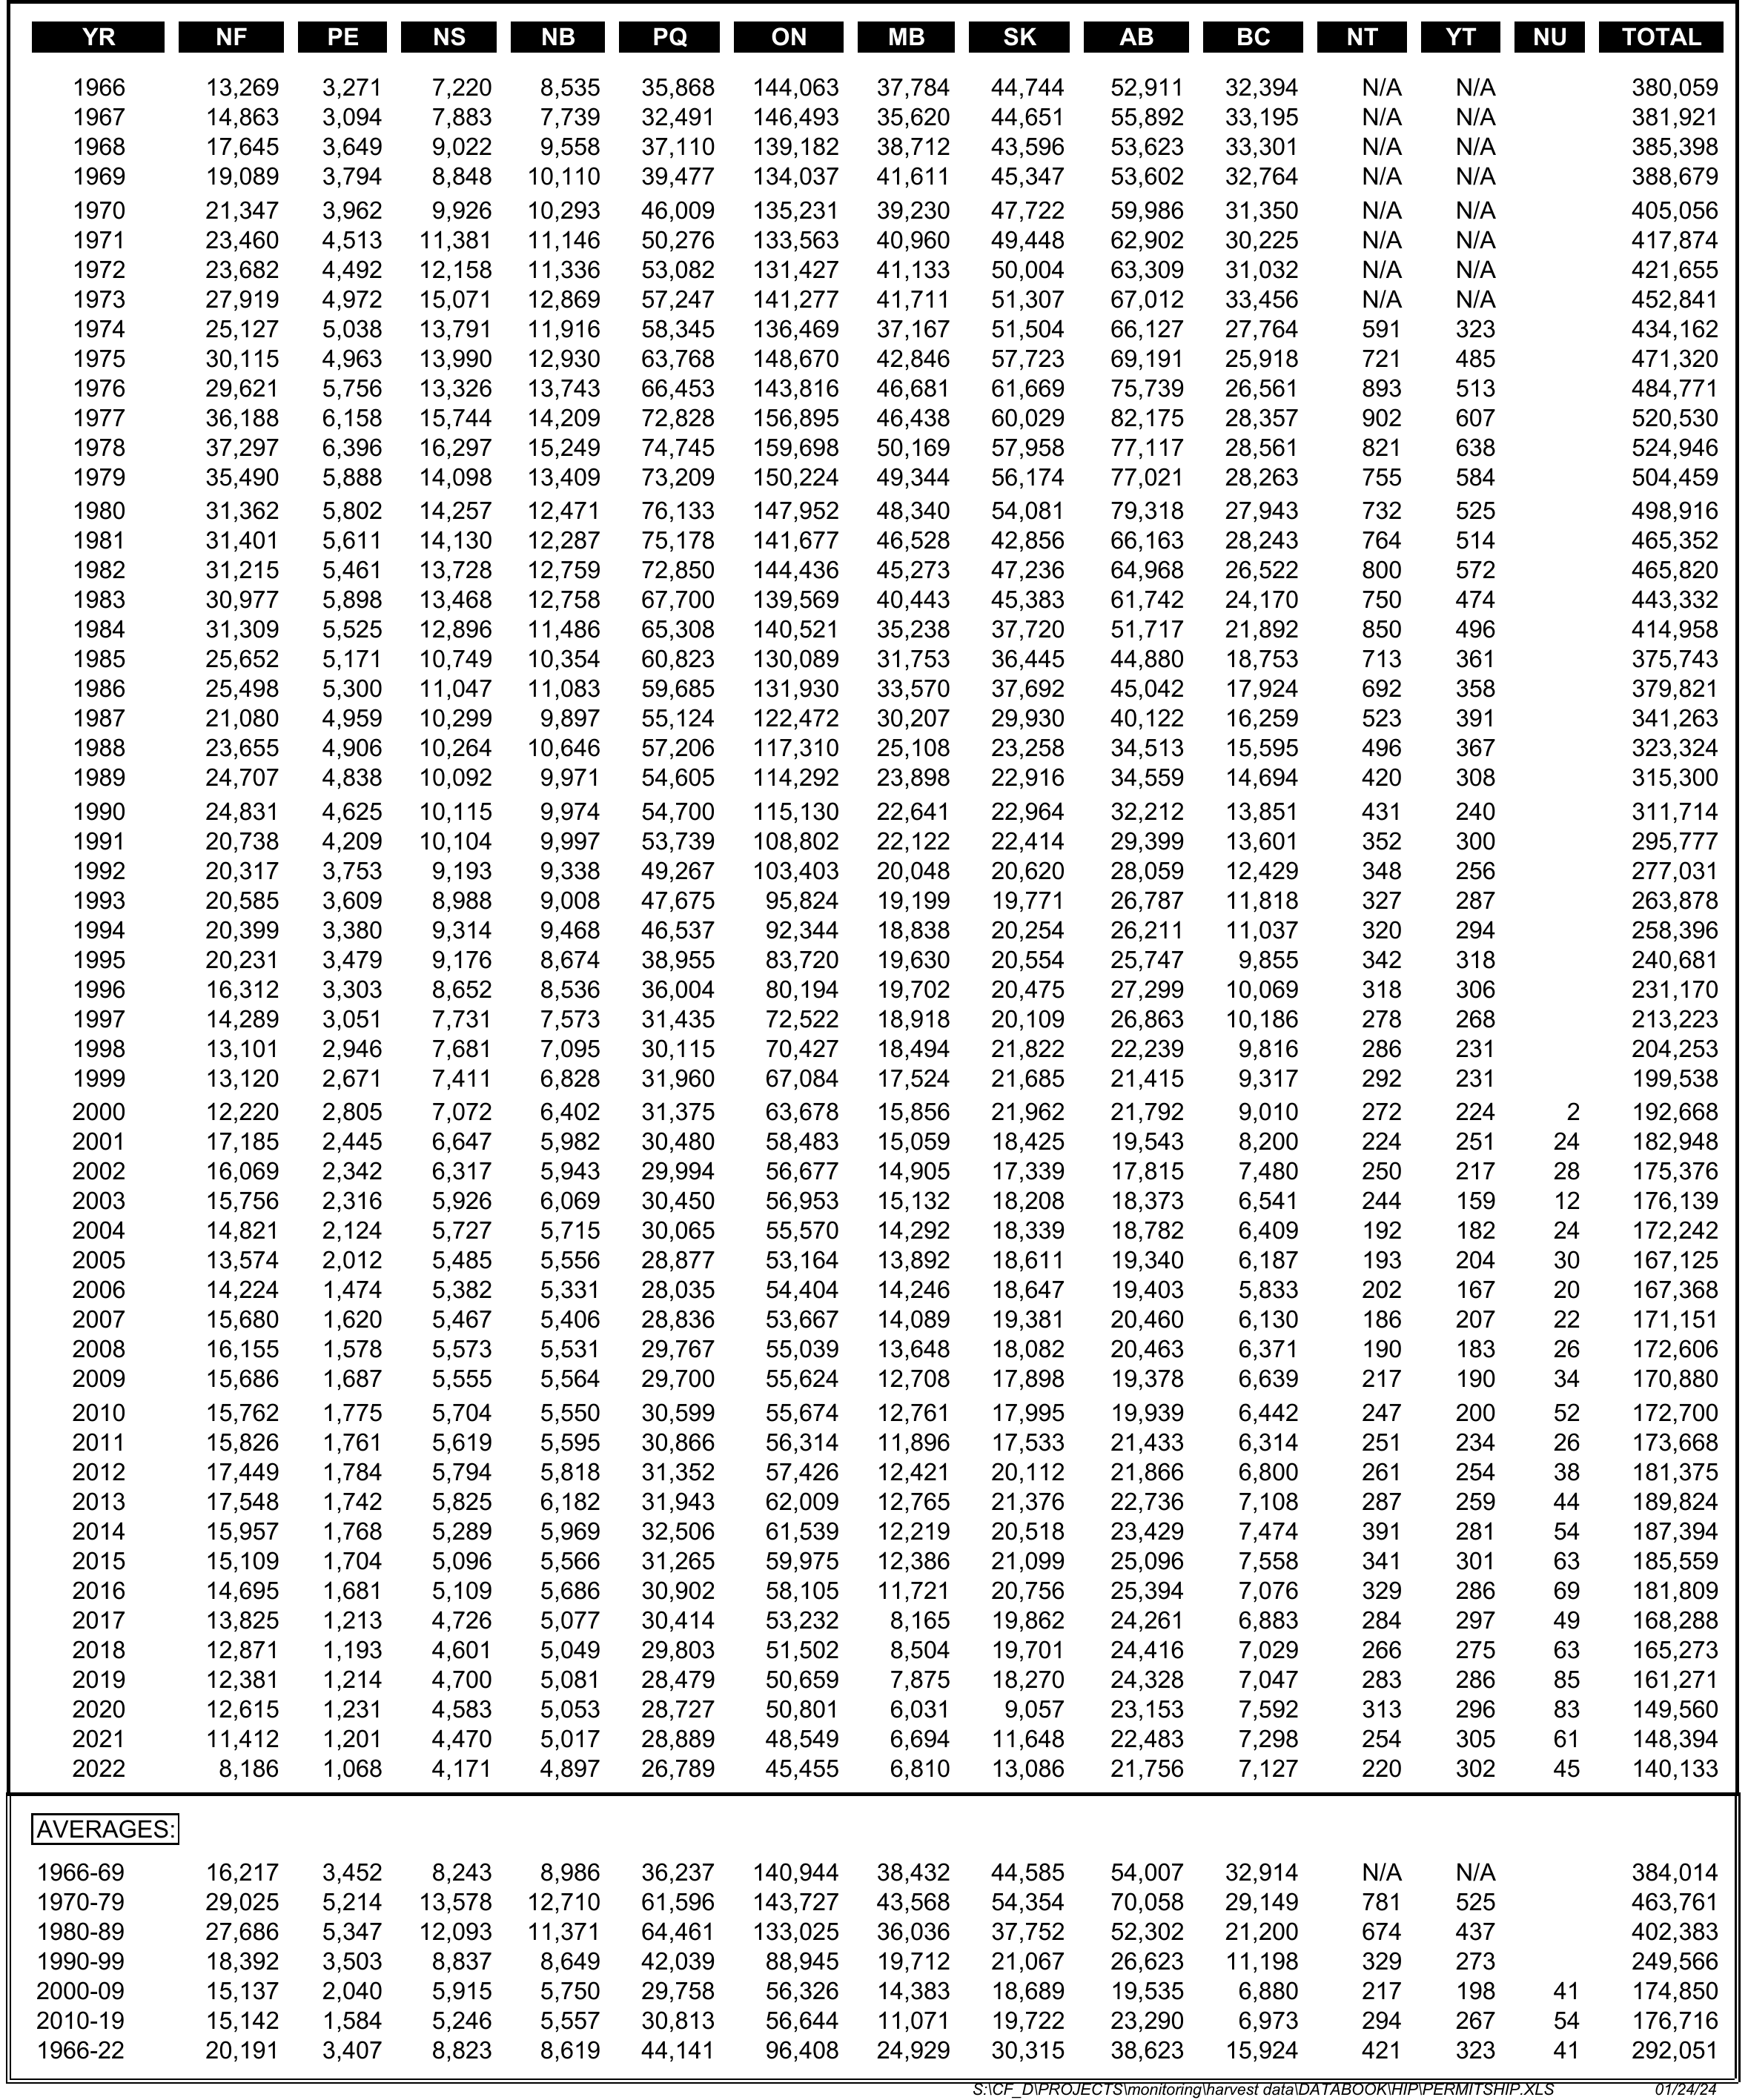 YR NF PE NS NB PQ ON MB SK AB BC NT YT NU TOTAL
1966 13,269 3,271 7,220 8,535 35,868 144,063 37,784 44,744 52,911 32,394 N/A N/A 380,059
1967 14,863 3,094 7,883 7,739 32,491 146,493 35,620 44,651 55,892 33,195 N/A N/A 381,921
1968 17,645 3,649 9,022 9,558 37,110 139,182 38,712 43,596 53,623 33,301 N/A N/A 385,398
1969 19,089 3,794 8,848 10,110 39,477 134,037 41,611 45,347 53,602 32,764 N/A N/A 388,679
1970 21,347 3,962 9,926 10,293 46,009 135,231 39,230 47,722 59,986 31,350 N/A N/A 405,056
1971 23,460 4,513 11,381 11,146 50,276 133,563 40,960 49,448 62,902 30,225 N/A N/A 417,874
1972 23,682 4,492 12,158 11,336 53,082 131,427 41,133 50,004 63,309 31,032 N/A N/A 421,655
1973 27,919 4,972 15,071 12,869 57,247 141,277 41,711 51,307 67,012 33,456 N/A N/A 452,841
1974 25,127 5,038 13,791 11,916 58,345 136,469 37,167 51,504 66,127 27,764 591 323 434,162
1975 30,115 4,963 13,990 12,930 63,768 148,670 42,846 57,723 69,191 25,918 721 485 471,320
1976 29,621 5,756 13,326 13,743 66,453 143,816 46,681 61,669 75,739 26,561 893 513 484,771
1977 36,188 6,158 15,744 14,209 72,828 156,895 46,438 60,029 82,175 28,357 902 607 520,530
1978 37,297 6,396 16,297 15,249 74,745 159,698 50,169 57,958 77,117 28,561 821 638 524,946
1979 35,490 5,888 14,098 13,409 73,209 150,224 49,344 56,174 77,021 28,263 755 584 504,459
1980 31,362 5,802 14,257 12,471 76,133 147,952 48,340 54,081 79,318 27,943 732 525 498,916
1981 31,401 5,611 14,130 12,287 75,178 141,677 46,528 42,856 66,163 28,243 764 514 465,352
1982 31,215 5,461 13,728 12,759 72,850 144,436 45,273 47,236 64,968 26,522 800 572 465,820
1983 30,977 5,898 13,468 12,758 67,700 139,569 40,443 45,383 61,742 24,170 750 474 443,332
1984 31,309 5,525 12,896 11,486 65,308 140,521 35,238 37,720 51,717 21,892 850 496 414,958
1985 25,652 5,171 10,749 10,354 60,823 130,089 31,753 36,445 44,880 18,753 713 361 375,743
1986 25,498 5,300 11,047 11,083 59,685 131,930 33,570 37,692 45,042 17,924 692 358 379,821
1987 21,080 4,959 10,299 9,897 55,124 122,472 30,207 29,930 40,122 16,259 523 391 341,263
1988 23,655 4,906 10,264 10,646 57,206 117,310 25,108 23,258 34,513 15,595 496 367 323,324
1989 24,707 4,838 10,092 9,971 54,605 114,292 23,898 22,916 34,559 14,694 420 308 315,300
1990 24,831 4,625 10,115 9,974 54,700 115,130 22,641 22,964 32,212 13,851 431 240 311,714
1991 20,738 4,209 10,104 9,997 53,739 108,802 22,122 22,414 29,399 13,601 352 300 295,777
1992 20,317 3,753 9,193 9,338 49,267 103,403 20,048 20,620 28,059 12,429 348 256 277,031
1993 20,585 3,609 8,988 9,008 47,675 95,824 19,199 19,771 26,787 11,818 327 287 263,878
1994 20,399 3,380 9,314 9,468 46,537 92,344 18,838 20,254 26,211 11,037 320 294 258,396
1995 20,231 3,479 9,176 8,674 38,955 83,720 19,630 20,554 25,747 9,855 342 318 240,681
1996 16,312 3,303 8,652 8,536 36,004 80,194 19,702 20,475 27,299 10,069 318 306 231,170
1997 14,289 3,051 7,731 7,573 31,435 72,522 18,918 20,109 26,863 10,186 278 268 213,223
1998 13,101 2,946 7,681 7,095 30,115 70,427 18,494 21,822 22,239 9,816 286 231 204,253
1999 13,120 2,671 7,411 6,828 31,960 67,084 17,524 21,685 21,415 9,317 292 231 199,538
2000 12,220 2,805 7,072 6,402 31,375 63,678 15,856 21,962 21,792 9,010 272 224 2 192,668
2001 17,185 2,445 6,647 5,982 30,480 58,483 15,059 18,425 19,543 8,200 224 251 24 182,948
2002 16,069 2,342 6,317 5,943 29,994 56,677 14,905 17,339 17,815 7,480 250 217 28 175,376
2003 15,756 2,316 5,926 6,069 30,450 56,953 15,132 18,208 18,373 6,541 244 159 12 176,139
2004 14,821 2,124 5,727 5,715 30,065 55,570 14,292 18,339 18,782 6,409 192 182 24 172,242
2005 13,574 2,012 5,485 5,556 28,877 53,164 13,892 18,611 19,340 6,187 193 204 30 167,125
2006 14,224 1,474 5,382 5,331 28,035 54,404 14,246 18,647 19,403 5,833 202 167 20 167,368
2007 15,680 1,620 5,467 5,406 28,836 53,667 14,089 19,381 20,460 6,130 186 207 22 171,151
2008 16,155 1,578 5,573 5,531 29,767 55,039 13,648 18,082 20,463 6,371 190 183 26 172,606
2009 15,686 1,687 5,555 5,564 29,700 55,624 12,708 17,898 19,378 6,639 217 190 34 170,880
2010 15,762 1,775 5,704 5,550 30,599 55,674 12,761 17,995 19,939 6,442 247 200 52 172,700
2011 15,826 1,761 5,619 5,595 30,866 56,314 11,896 17,533 21,433 6,314 251 234 26 173,668
2012 17,449 1,784 5,794 5,818 31,352 57,426 12,421 20,112 21,866 6,800 261 254 38 181,375
2013 17,548 1,742 5,825 6,182 31,943 62,009 12,765 21,376 22,736 7,108 287 259 44 189,824
2014 15,957 1,768 5,289 5,969 32,506 61,539 12,219 20,518 23,429 7,474 391 281 54 187,394
2015 15,109 1,704 5,096 5,566 31,265 59,975 12,386 21,099 25,096 7,558 341 301 63 185,559
2016 14,695 1,681 5,109 5,686 30,902 58,105 11,721 20,756 25,394 7,076 329 286 69 181,809
2017 13,825 1,213 4,726 5,077 30,414 53,232 8,165 19,862 24,261 6,883 284 297 49 168,288
2018 12,871 1,193 4,601 5,049 29,803 51,502 8,504 19,701 24,416 7,029 266 275 63 165,273
2019 12,381 1,214 4,700 5,081 28,479 50,659 7,875 18,270 24,328 7,047 283 286 85 161,271
2020 12,615 1,231 4,583 5,053 28,727 50,801 6,031 9,057 23,153 7,592 313 296 83 149,560
2021 11,412 1,201 4,470 5,017 28,889 48,549 6,694 11,648 22,483 7,298 254 305 61 148,394
2022 8,186 1,068 4,171 4,897 26,789 45,455 6,810 13,086 21,756 7,127 220 302 45 140,133
AVERAGES:
1966-69 16,217 3,452 8,243 8,986 36,237 140,944 38,432 44,585 54,007 32,914 N/A N/A 384,014
1970-79 29,025 5,214 13,578 12,710 61,596 143,727 43,568 54,354 70,058 29,149 781 525 463,761
1980-89 27,686 5,347 12,093 11,371 64,461 133,025 36,036 37,752 52,302 21,200 674 437 402,383
1990-99 18,392 3,503 8,837 8,649 42,039 88,945 19,712 21,067 26,623 11,198 329 273 249,566
2000-09 15,137 2,040 5,915 5,750 29,758 56,326 14,383 18,689 19,535 6,880 217 198 41 174,850
2010-19 15,142 1,584 5,246 5,557 30,813 56,644 11,071 19,722 23,290 6,973 294 267 54 176,716
1966-22 20,191 3,407 8,823 8,619 44,141 96,408 24,929 30,315 38,623 15,924 421 323 41 292,051
S:\CF_D\PROJECTS\monitoring\harvest data\DATABOOK\HIP\PERMITSHIP.XLS 01/24/24